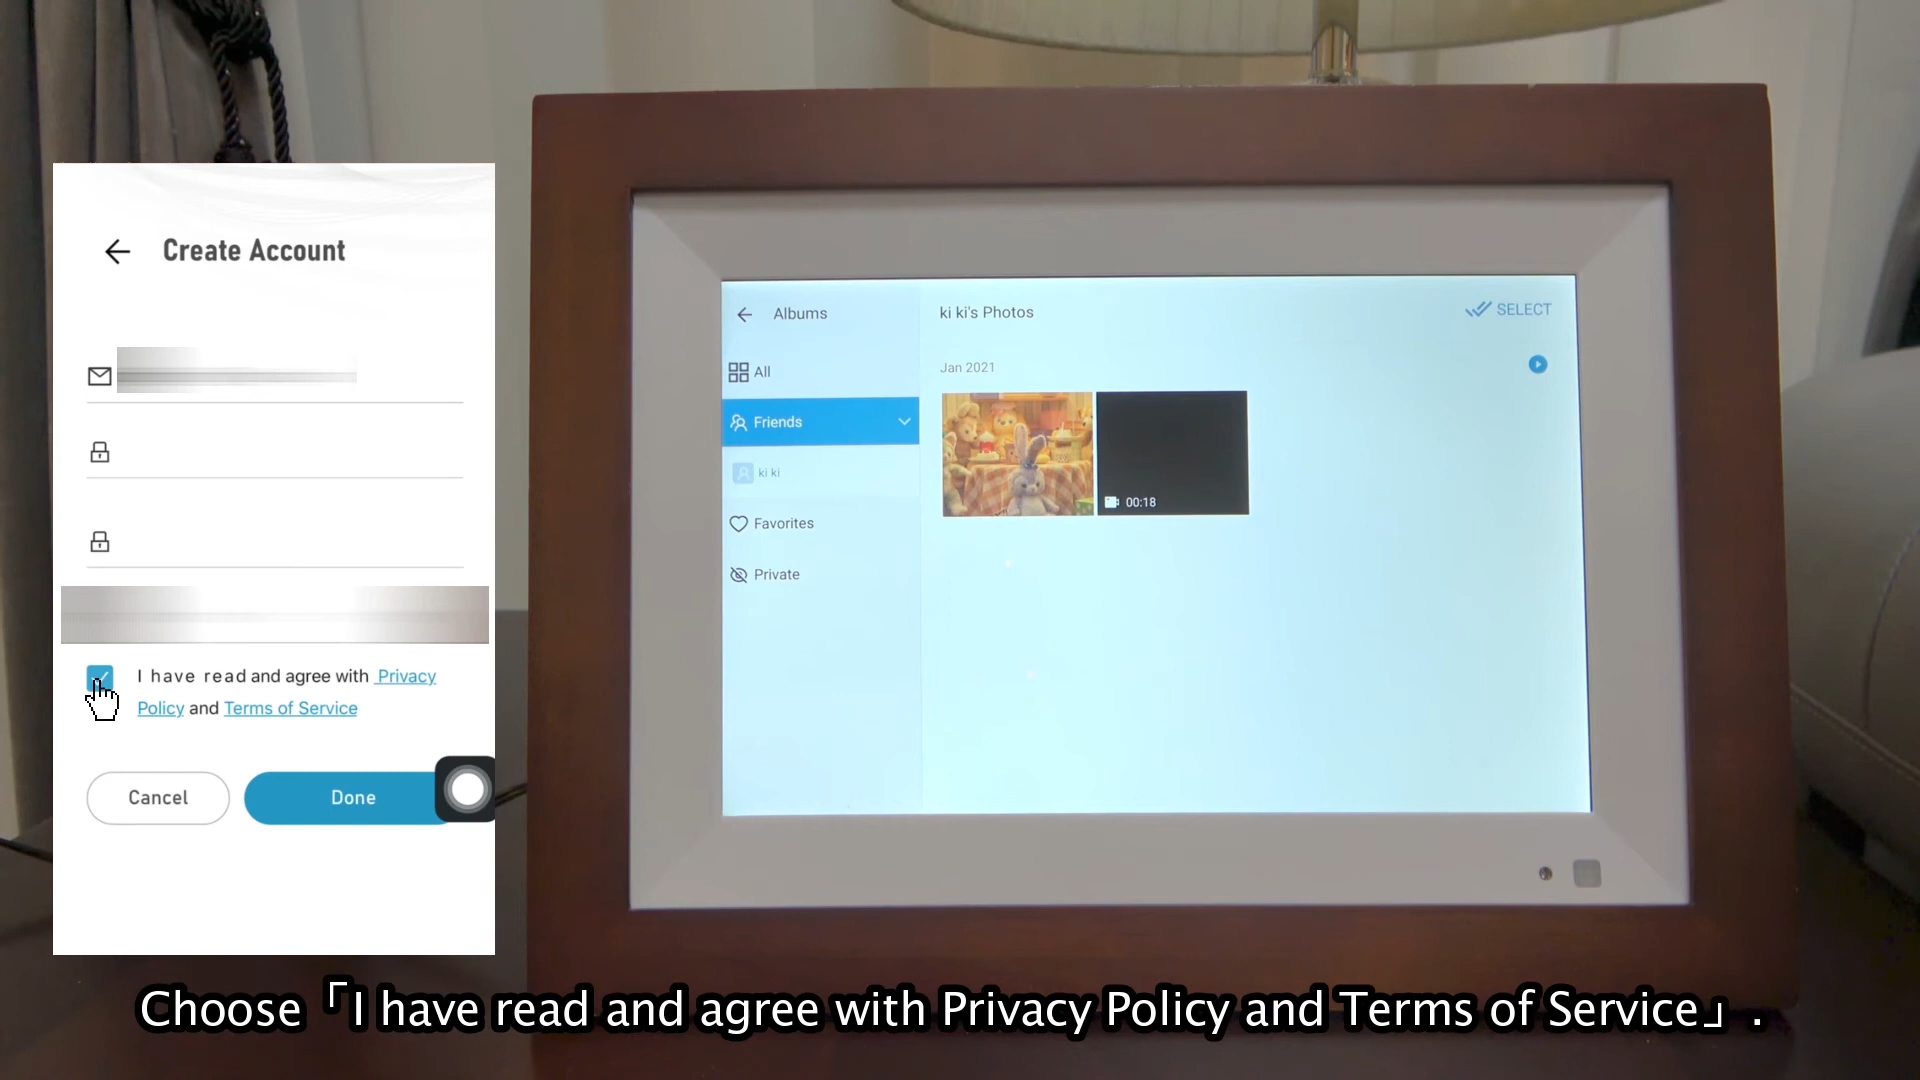 Create Account
I have read and agree with Privacy
Policy and Terms of Service
Cancel
Done
Albums
All
Friends
ki ki
Favorites
Private
ki ki's Photos
SELECT
Jan 2021
00:18
Choose「I have read and agree with Privacy Policy and Terms of Service」.